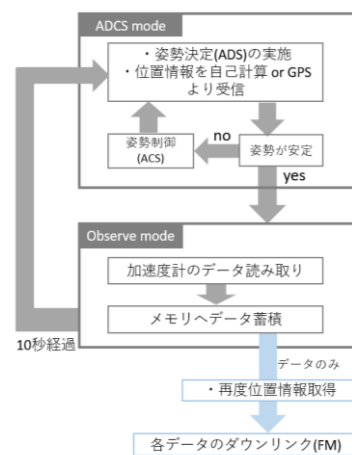 ADCS mode
・姿勢決定(ADS)の実施
・位置情報を自己計算 or GPS
より受信
no
姿勢制御
(ACS)
姿勢が安定
yes
Observe mode
加速度計のデータ読み取り
メモリへデータ蓄積
10秒経過
データのみ
・再度位置情報取得
各データのダウンリンク(FM)